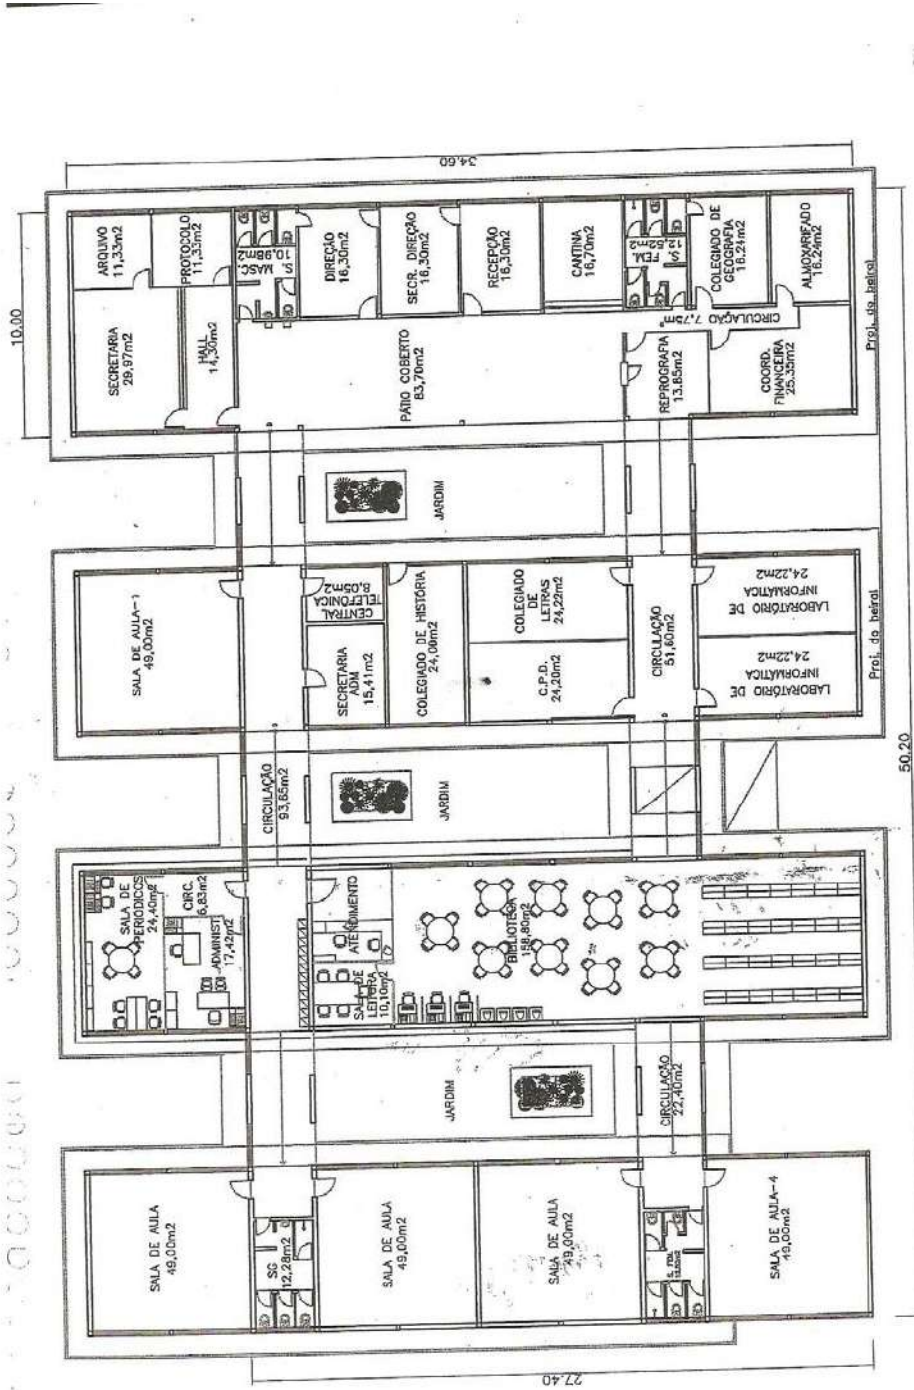 34.60
10.00
ARQUIVO
11,33m2
PROTOCOLO
11,33m2
S. MASC.
10,98m2
DIREÇÃO
16,30m2
SECR. DIREÇÃO
16,30m2
RECEPÇÃO
16,30m2
CANTINA
16,70m2
S. FEM.
12,52m2
COLEGIADO DE
GEOGRAFIA
16,24m2
ALMOXARIFADO
16,24m2
SECRETARIA
29,97m2
HALL
14,30m2
PÁTIO COBERTO
83,70m2
REPROGRAFIA
13,85m2
CIRCULAÇÃO 7,75m²
COORD.
FINANCEIRA
25,35m2
Proj. do beiral
JARDIM
SALA DE AULA-1
49,00m2
CENTRAL
TELEFÔNICA
8,05m2
SECRETARIA
ADM
15,41m2
COLEGIADO DE HISTÓRIA
24,00m2
COLEGIADO
DE
LETRAS
24,22m2
C.P.D.
24,20m2
CIRCULAÇÃO
51,60m2
LABORATÓRIO DE
INFORMÁTICA
24,22m2
LABORATÓRIO DE
INFORMÁTICA
24,22m2
Proj. do beiral
CIRCULAÇÃO
93,65m2
JARDIM
50,20
SALA DE
PERIÓDICOS
24,40m2
CIRC.
6,83m2
ADMINIST.
17,42m2
ATENDIMENTO
SALA DE
LEITURA
10,10m2
BIBLIOTECA
158,80m2
JARDIM
CIRCULAÇÃO
22,40m2
SALA DE AULA
49,00m2
SG
12,28m2
SALA DE AULA
49,00m2
SALA DE AULA
49,00m2
S. FEM.
SALA DE AULA-4
49,00m2
27.40